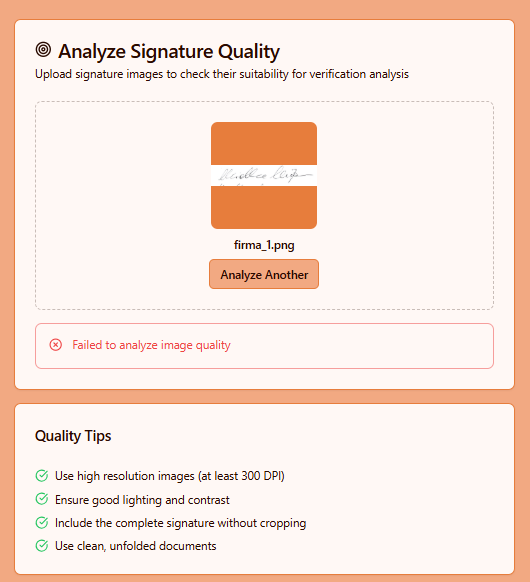 Analyze Signature Quality
Upload signature images to check their suitability for verification analysis
firma_1.png
Analyze Another
Failed to analyze image quality
Quality Tips
Use high resolution images (at least 300 DPI)
Ensure good lighting and contrast
Include the complete signature without cropping
Use clean, unfolded documents